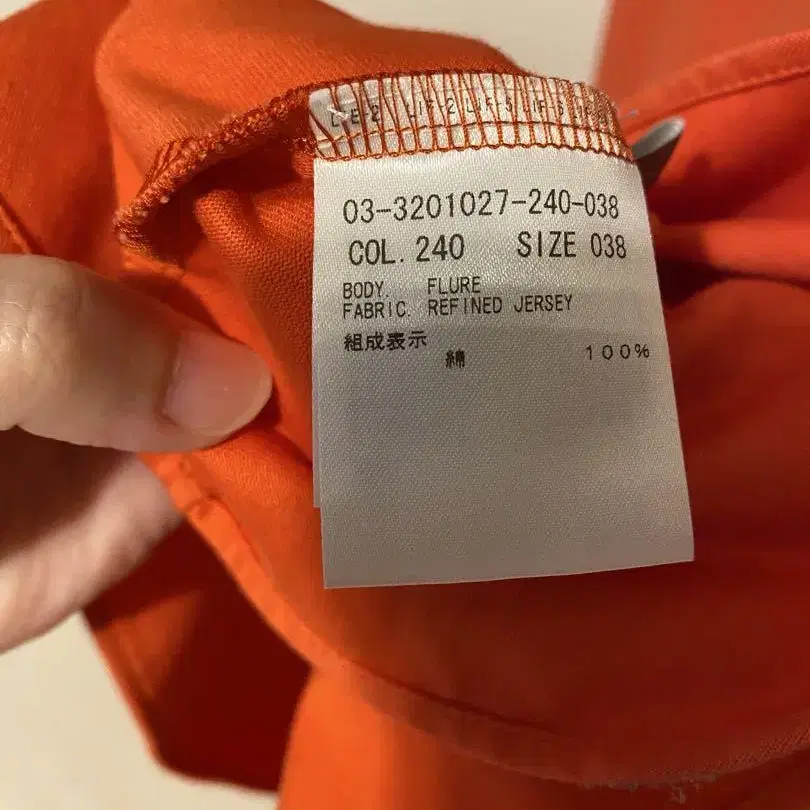 03-3201027-240-038
COL. 240 SIZE 038
BODY. FLURE
FABRIC. REFINED JERSEY
組成表示
綿 100%